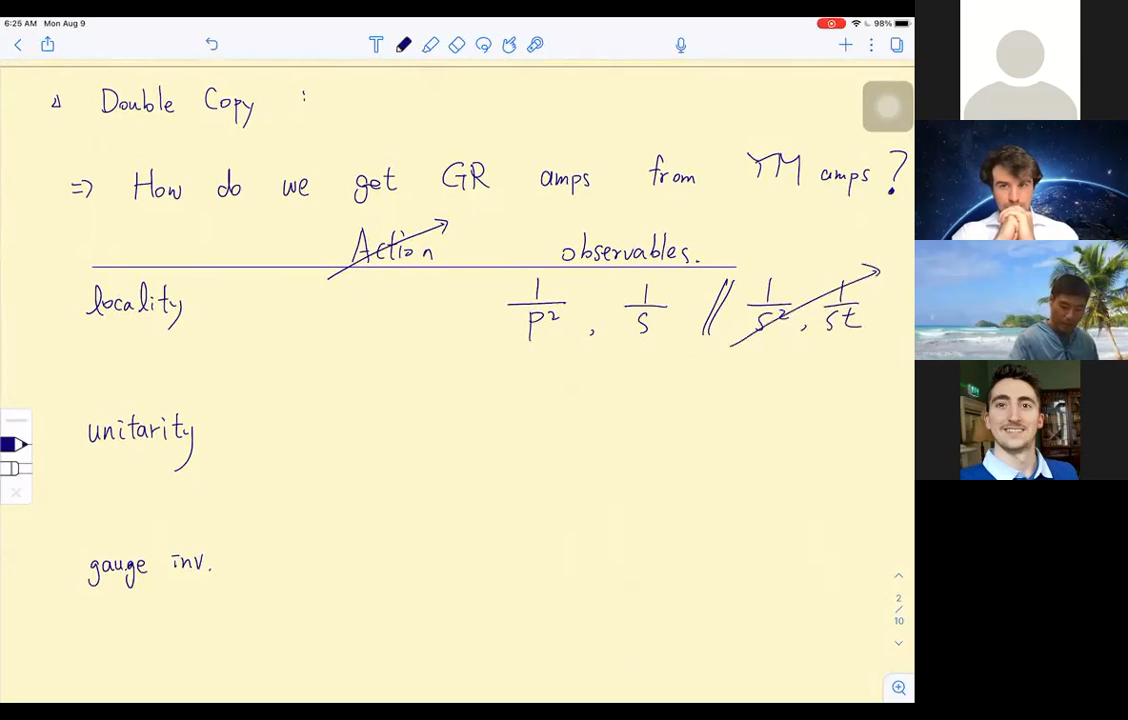 6:25 AM Mon Aug 9
98%
Δ Double Copy :
⇒ How do we get GR amps from YM amps ?
Action observables.
locality 1/P² , 1/S // 1/S² , 1/St
unitarity
gauge inv.
2
/
10